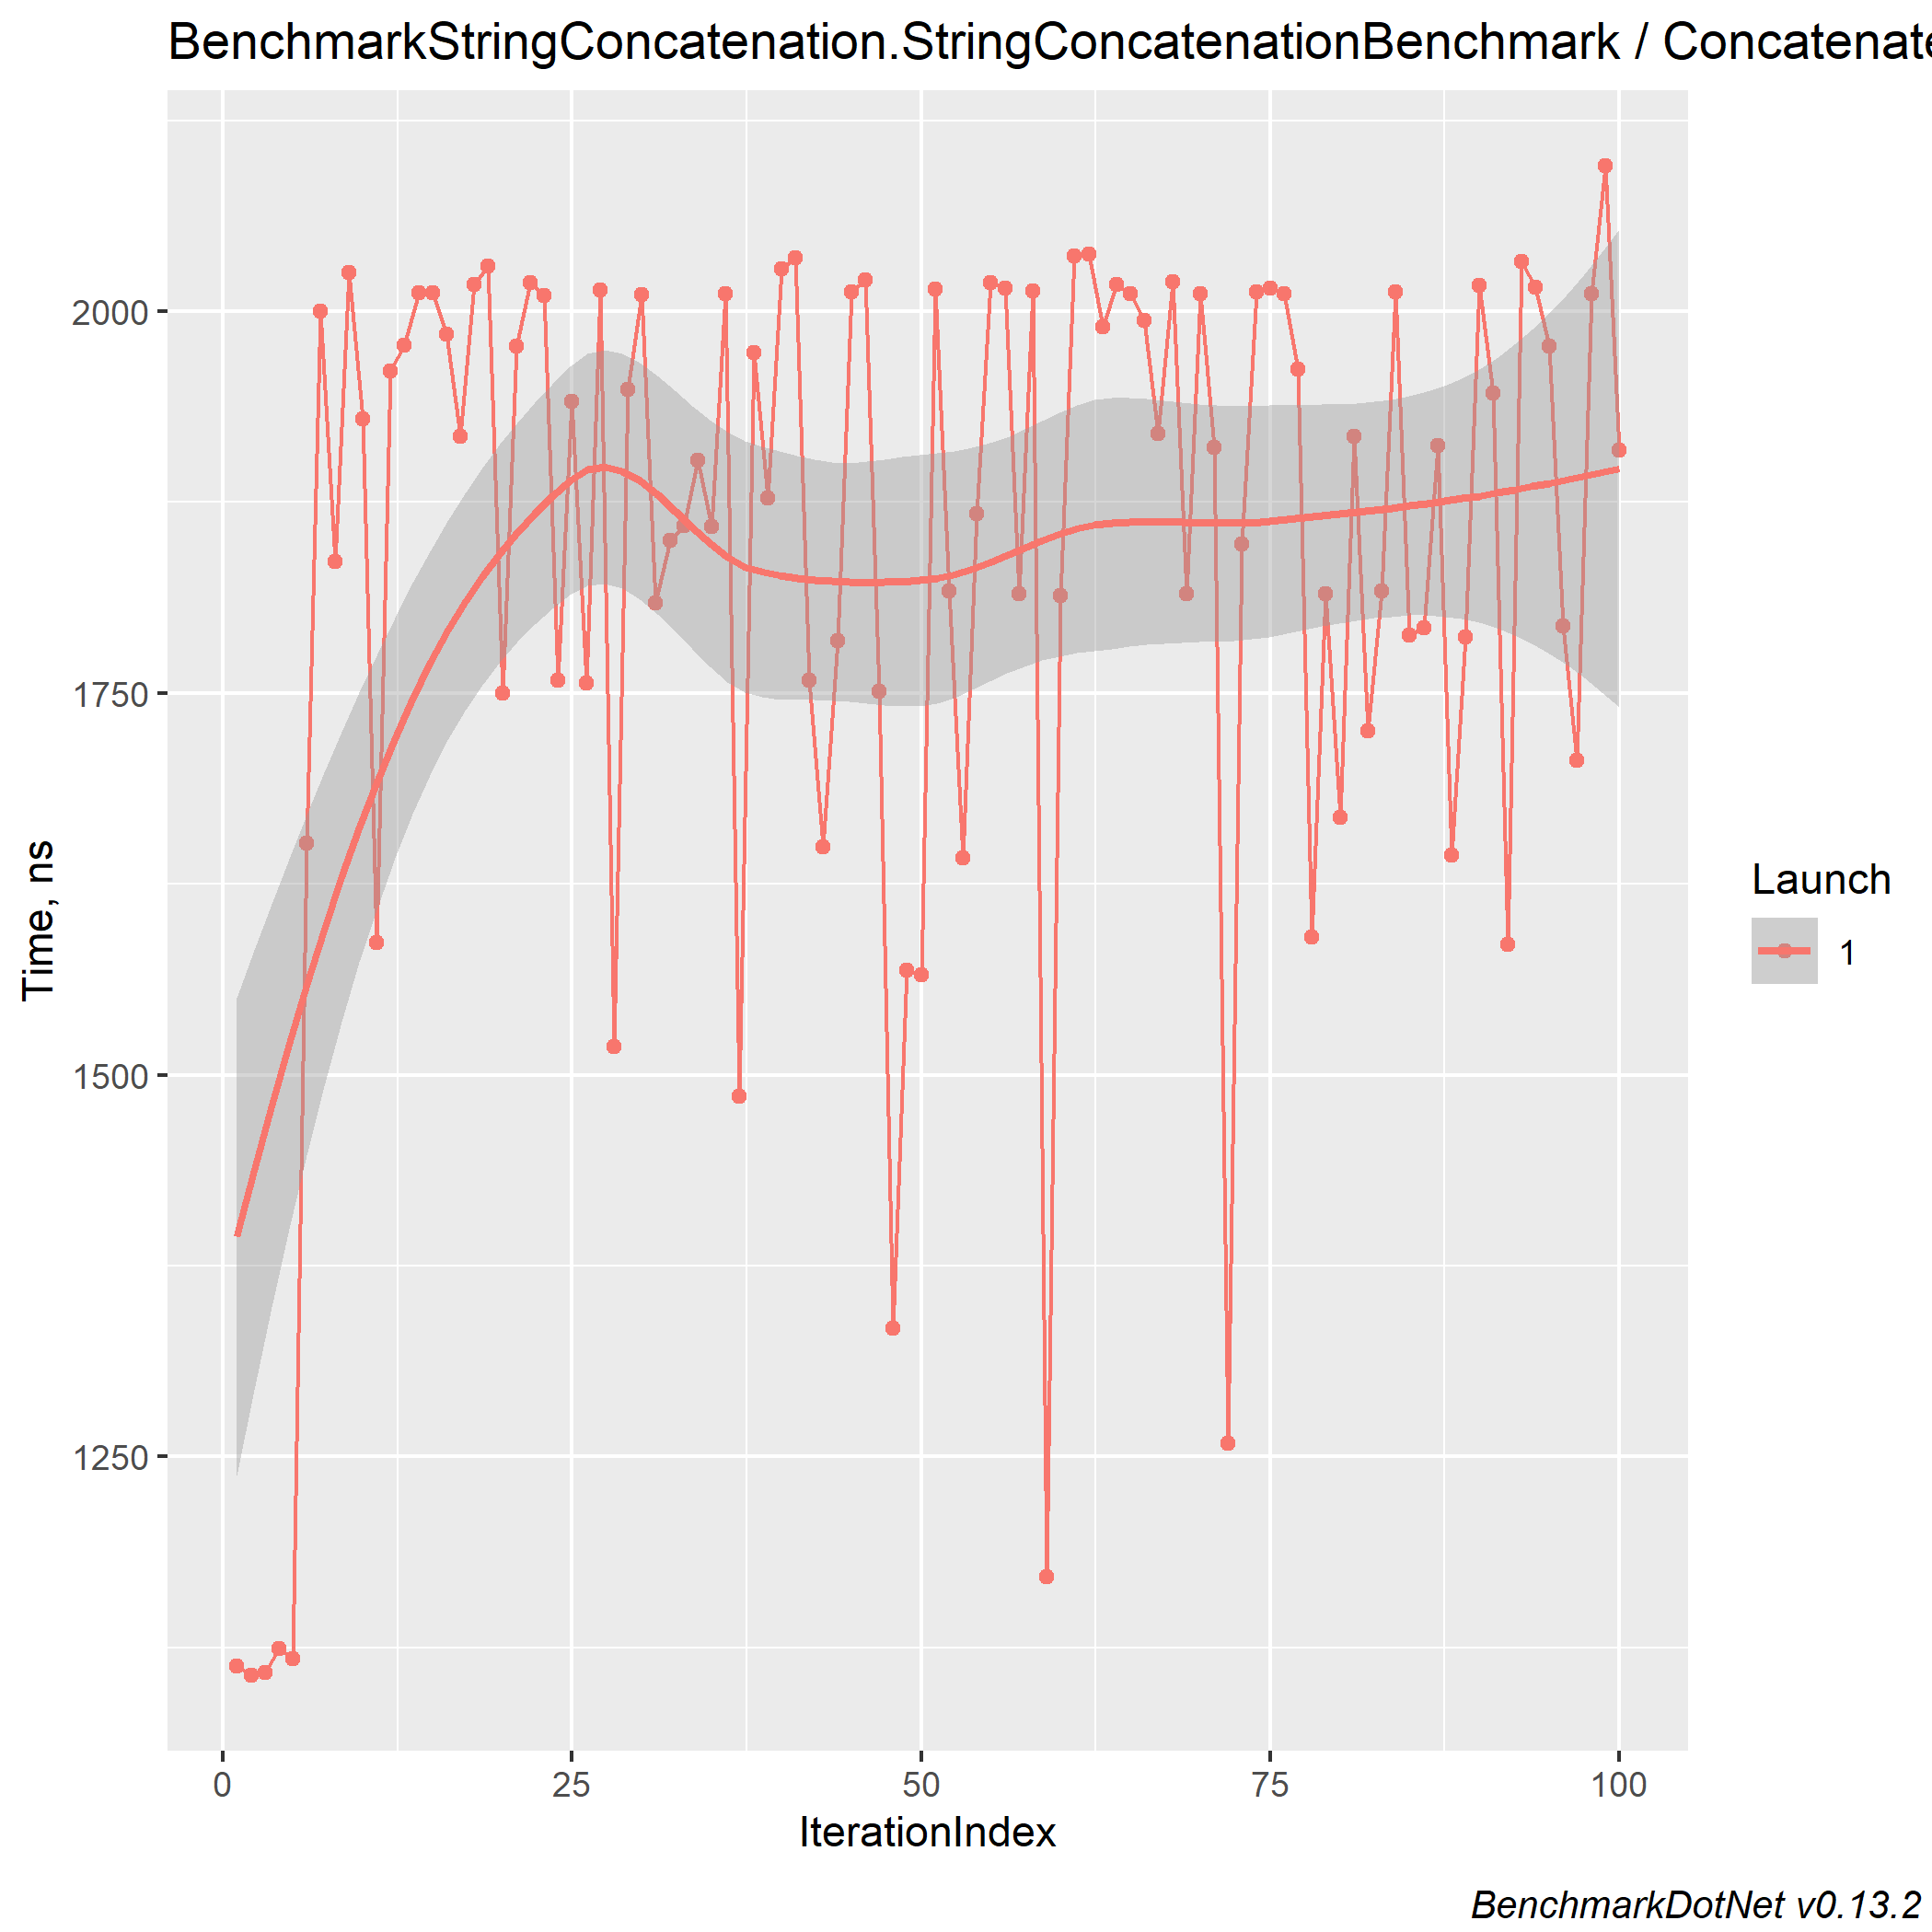 BenchmarkStringConcatenation.StringConcatenationBenchmark / Concatenate
2000
1750
1500
1250
Time, ns
0 25 50 75 100
IterationIndex
Launch
1
BenchmarkDotNet v0.13.2